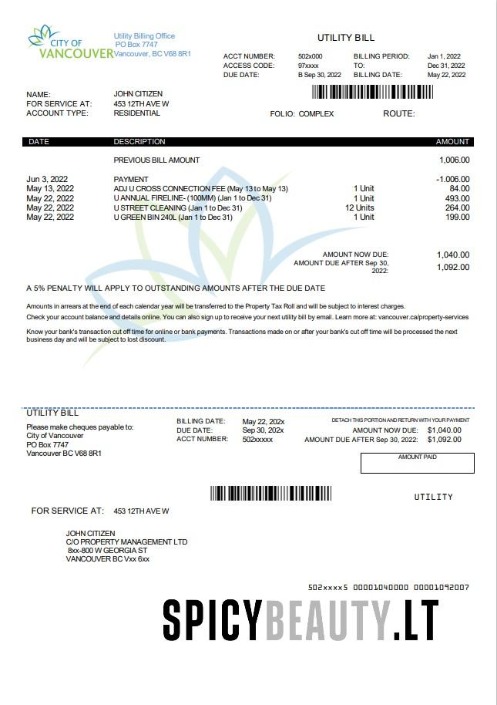 CITY OF
VANCOUVER
Utility Billing Office
PO Box 7747
Vancouver, BC V6B 8R1
UTILITY BILL
ACCT NUMBER: 502x000 BILLING PERIOD: Jan 1, 2022
ACCESS CODE: 97xxxx TO: Dec 31, 2022
DUE DATE: B Sep 30, 2022 BILLING DATE: May 22, 2022
NAME: JOHN CITIZEN
FOR SERVICE AT: 453 12TH AVE W
ACCOUNT TYPE: RESIDENTIAL FOLIO: COMPLEX ROUTE:
DATE DESCRIPTION AMOUNT
PREVIOUS BILL AMOUNT 1,006.00
Jun 3, 2022 PAYMENT -1,006.00
May 13, 2022 ADJ U CROSS CONNECTION FEE (May 13 to May 13) 1 Unit 84.00
May 22, 2022 U ANNUAL FIRELINE- (100MM) (Jan 1 to Dec 31) 1 Unit 493.00
May 22, 2022 U STREET CLEANING (Jan 1 to Dec 31) 12 Units 264.00
May 22, 2022 U GREEN BIN 240L (Jan 1 to Dec 31) 1 Unit 199.00
AMOUNT NOW DUE: 1,040.00
AMOUNT DUE AFTER Sep 30, 2022: 1,092.00
A 5% PENALTY WILL APPLY TO OUTSTANDING AMOUNTS AFTER THE DUE DATE
Amounts in arrears at the end of each calendar year will be transferred to the Property Tax Roll and will be subject to interest charges.
Check your account balance and details online. You can also sign up to receive your next utility bill by email. Learn more at: vancouver.ca/property-services
Know your bank's transaction cut off time for online or bank payments. Transactions made on or after your bank's cut off time will be processed the next
business day and will be subject to lost discount.
UTILITY BILL
Please make cheques payable to:
City of Vancouver
PO Box 7747
Vancouver BC V68 8R1
BILLING DATE: May 22, 202x
DUE DATE: Sep 30, 202x
ACCT NUMBER: 502xxxxx
DETACH THIS PORTION AND RETURN WITH YOUR PAYMENT
AMOUNT NOW DUE: $1,040.00
AMOUNT DUE AFTER Sep 30, 2022: $1,092.00
AMOUNT PAID
UTILITY
FOR SERVICE AT: 453 12TH AVE W
JOHN CITIZEN
C/O PROPERTY MANAGEMENT LTD
8xx-800 W GEORGIA ST
VANCOUVER BC Vxx 6xx
502xxxx5 00001040000 00001092007
SPICYBEAUTY.LT